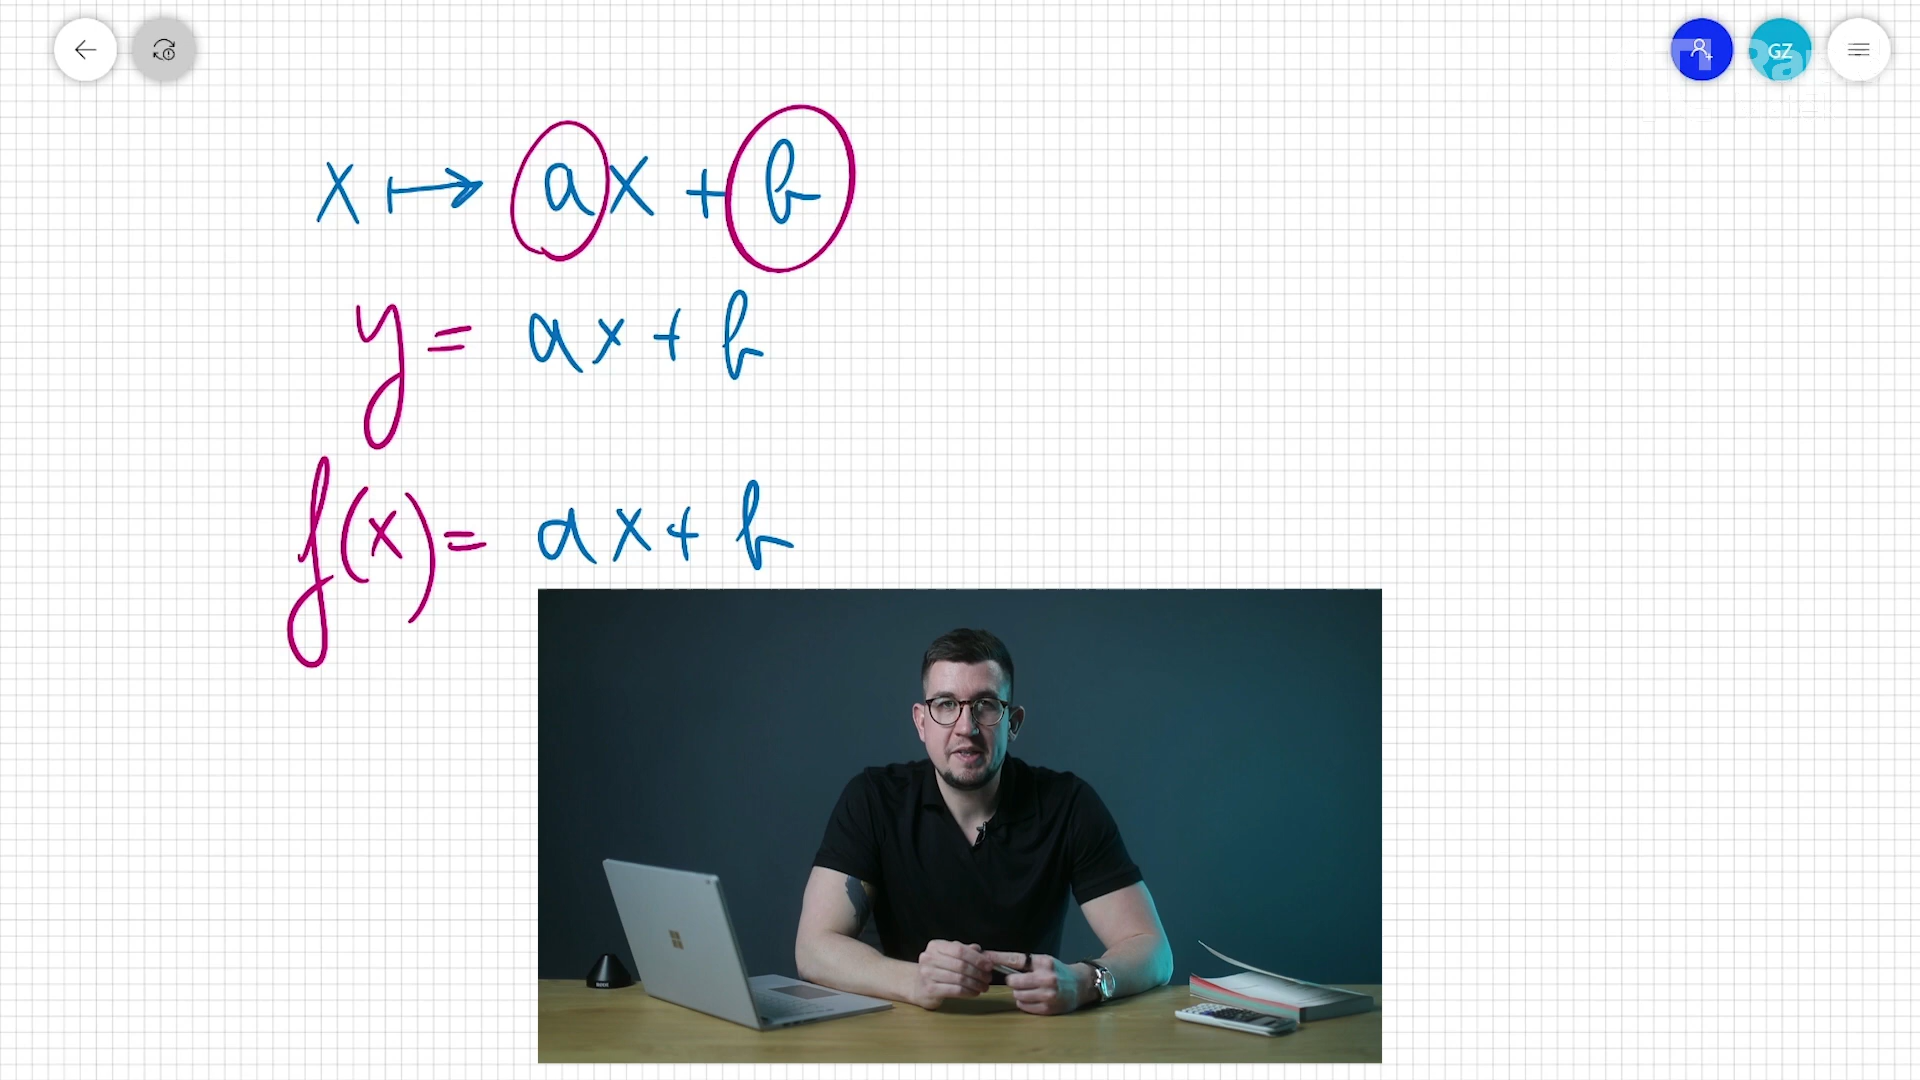 GZ
x ↦ ax + b
y = ax + b
f(x) = ax + b